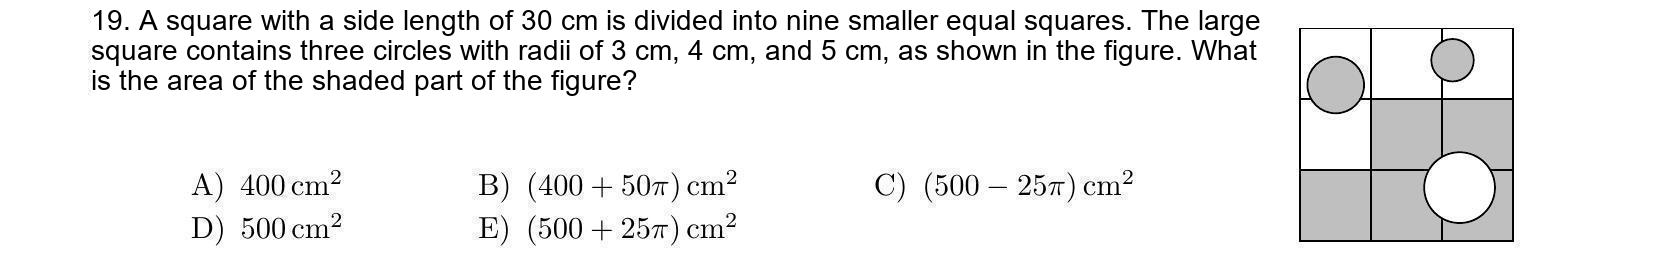 19. A square with a side length of 30 cm is divided into nine smaller equal squares. The large
square contains three circles with radii of 3 cm, 4 cm, and 5 cm, as shown in the figure. What
is the area of the shaded part of the figure?
A) 400 cm² B) (400 + 50π) cm² C) (500 − 25π) cm²
D) 500 cm² E) (500 + 25π) cm²